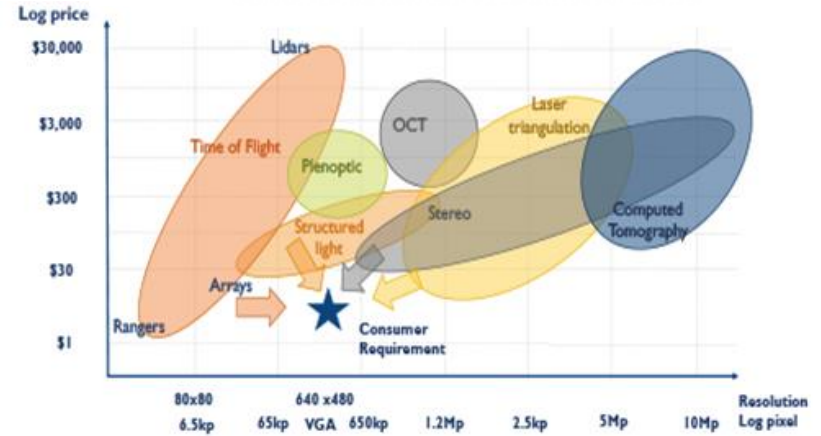 Log price
$30,000
$3,000
$300
$30
$1
Lidars
Time of Flight
Plenoptic
OCT
Laser
triangulation
Stereo
Structured
light
Computed
Tomography
Arrays
Rangers
Consumer
Requirement
80x80
640 x480
Resolution
6.5kp
65kp
VGA
650kp
1.2Mp
2.5kp
5Mp
10Mp
Log pixel